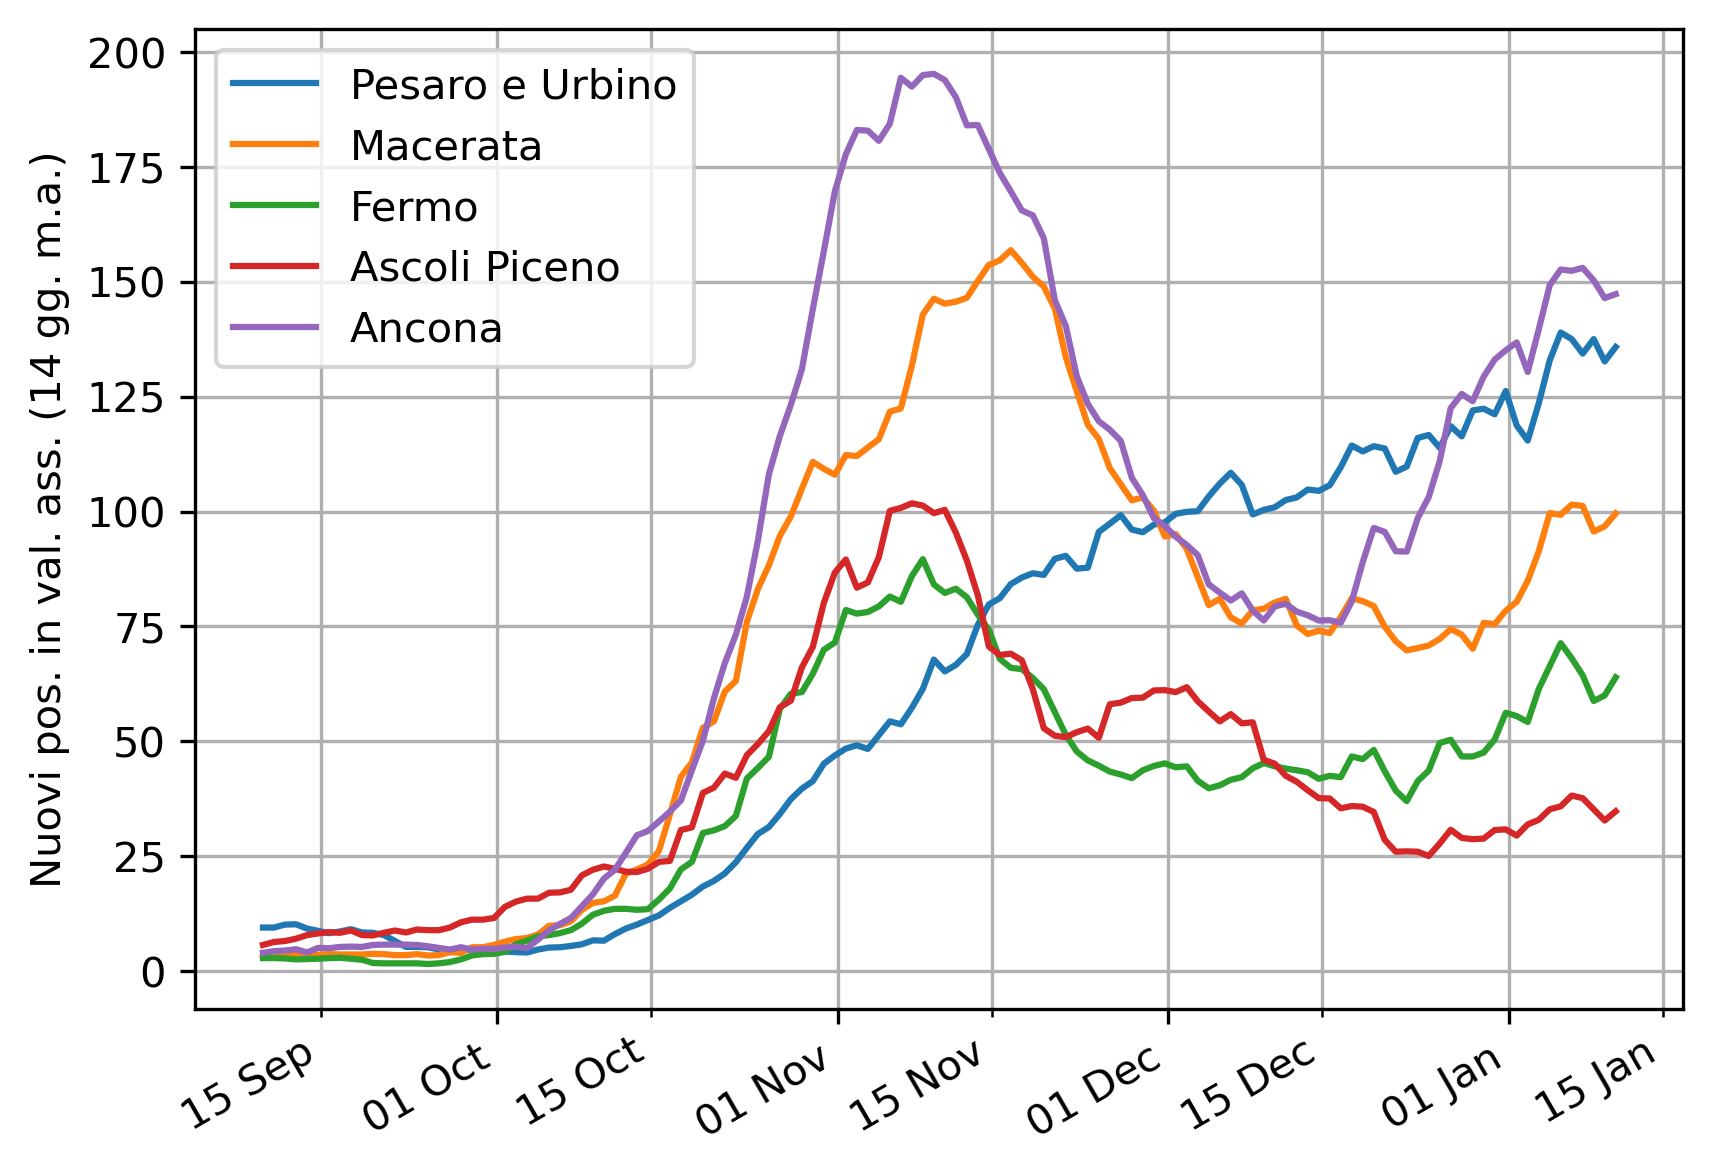 Nuovi pos. in val. ass. (14 gg. m.a.)
200
175
150
125
100
75
50
25
0
Pesaro e Urbino
Macerata
Fermo
Ascoli Piceno
Ancona
15 Sep
01 Oct
15 Oct
01 Nov
15 Nov
01 Dec
15 Dec
01 Jan
15 Jan